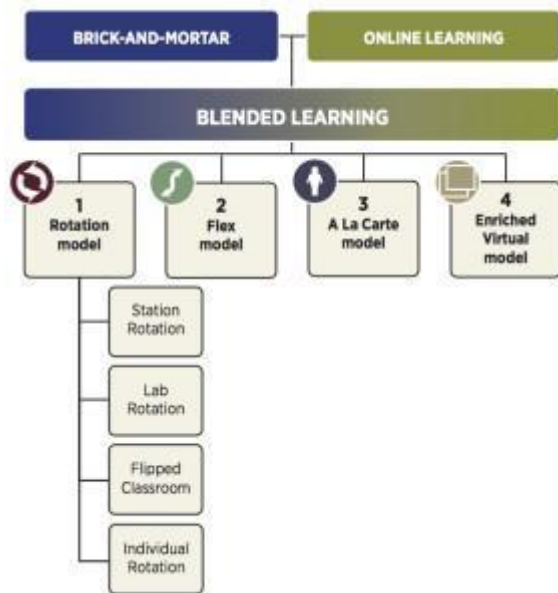 BRICK-AND-MORTAR
ONLINE LEARNING
BLENDED LEARNING
1
Rotation
model
2
Flex
model
3
A La Carte
model
4
Enriched
Virtual
model
Station
Rotation
Lab
Rotation
Flipped
Classroom
Individual
Rotation